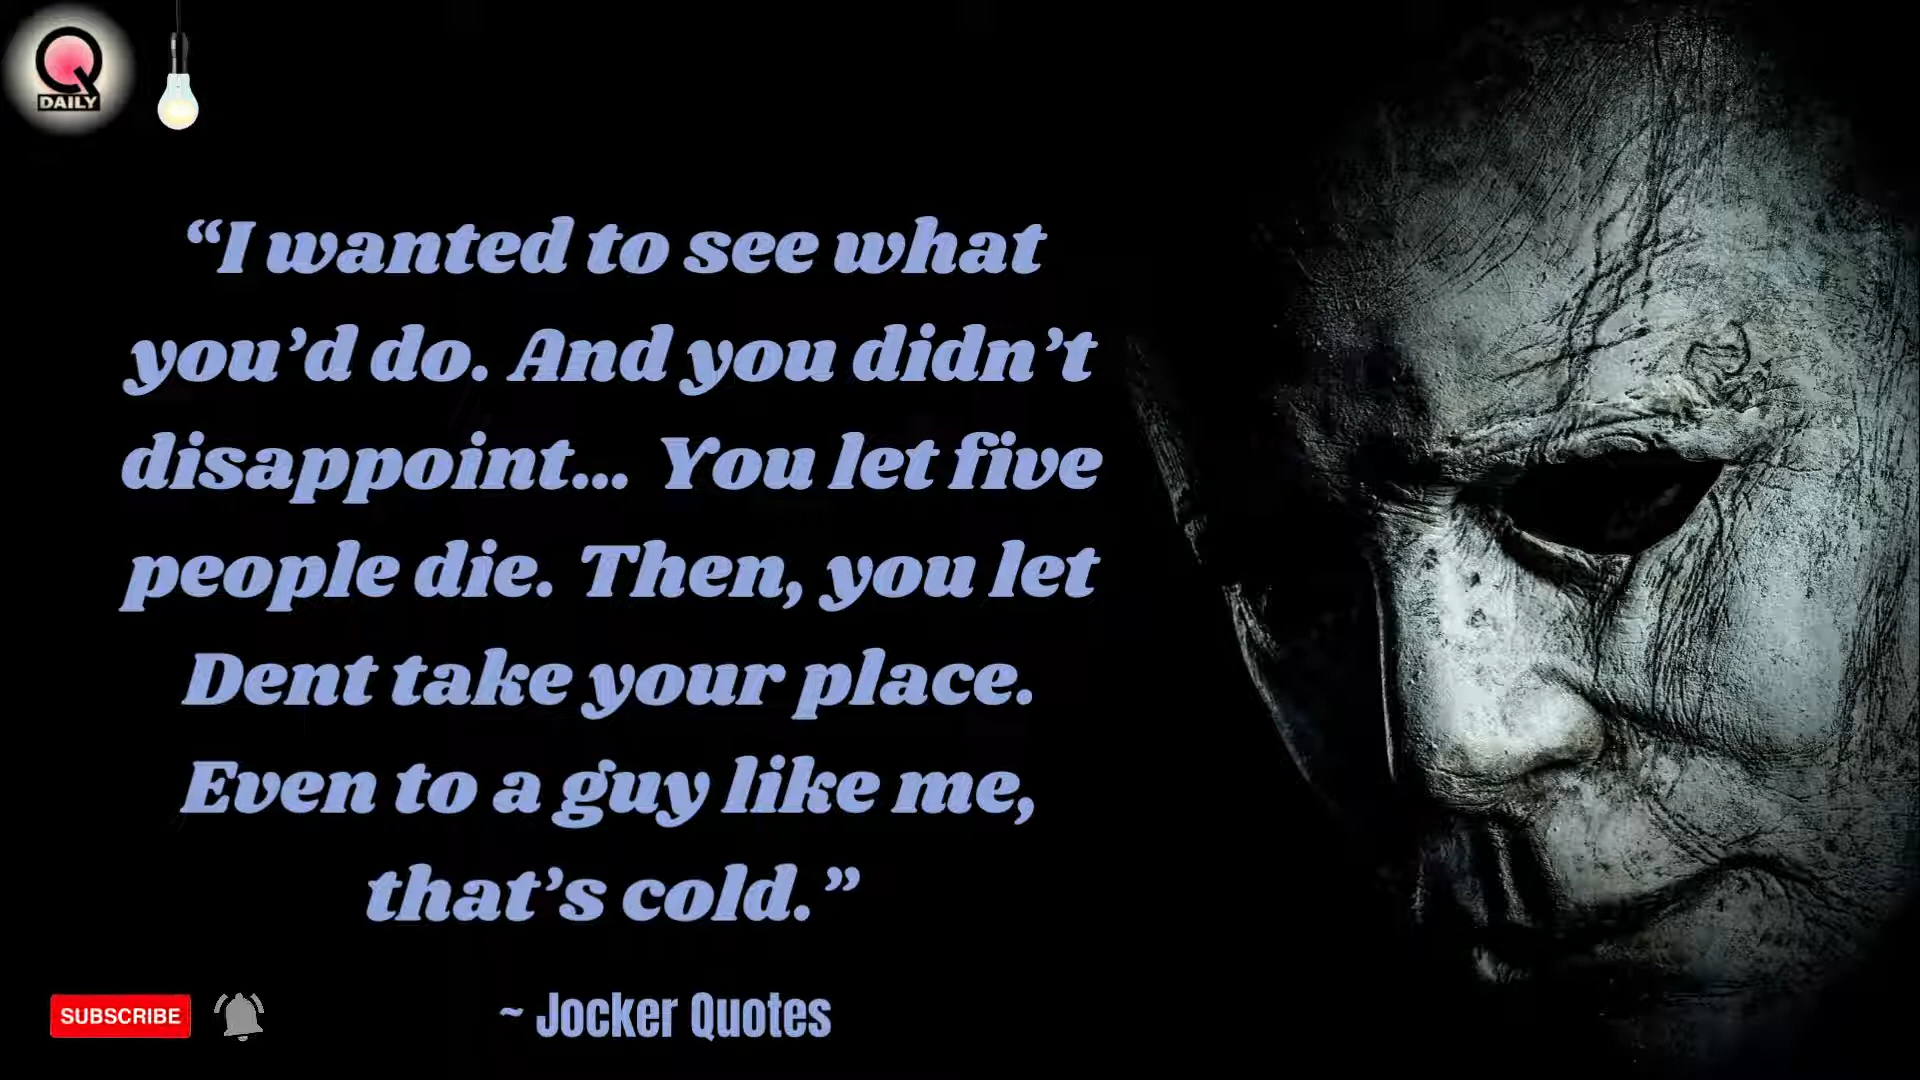 Q
DAILY
“I wanted to see what
you’d do. And you didn’t
disappoint... You let five
people die. Then, you let
Dent take your place.
Even to a guy like me,
that’s cold.”
~ Jocker Quotes
SUBSCRIBE